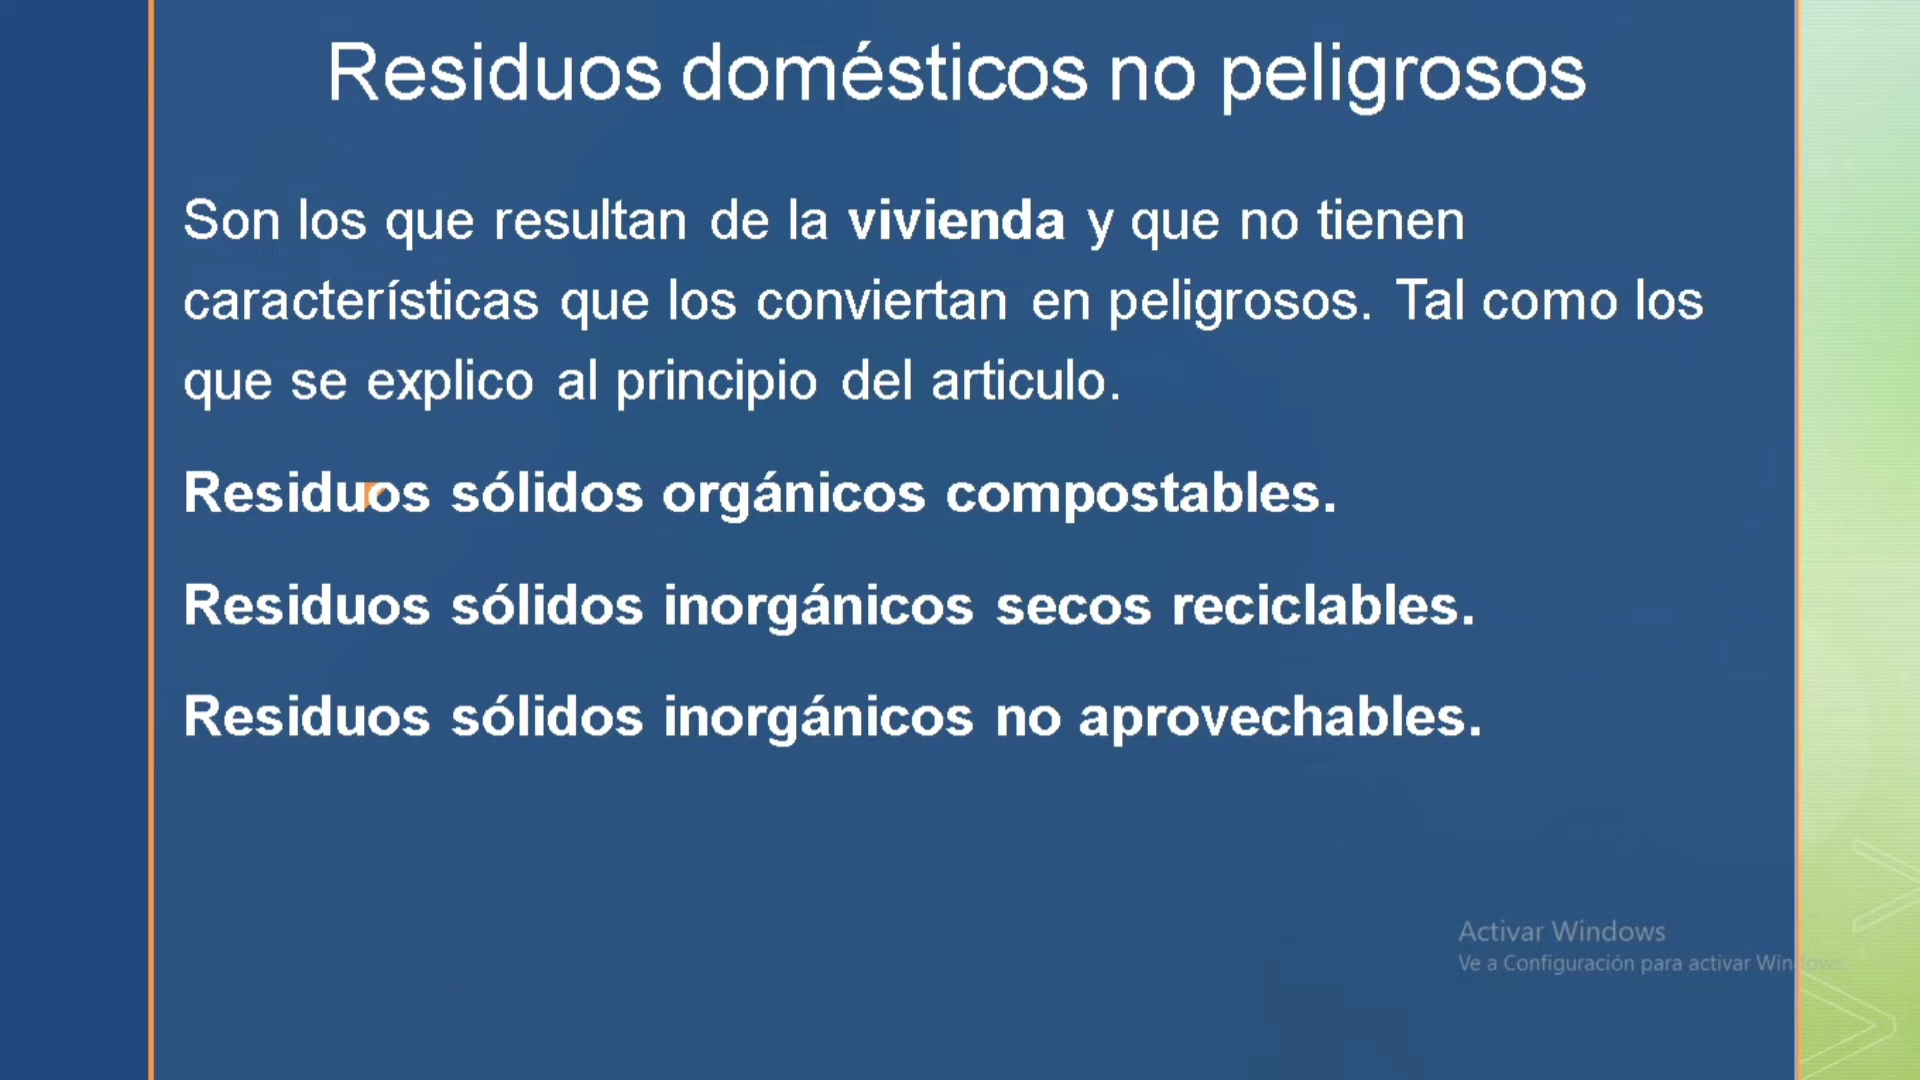 Residuos domésticos no peligrosos
Son los que resultan de la vivienda y que no tienen
características que los conviertan en peligrosos. Tal como los
que se explico al principio del articulo.
Residuos sólidos orgánicos compostables.
Residuos sólidos inorgánicos secos reciclables.
Residuos sólidos inorgánicos no aprovechables.
Activar Windows
Ve a Configuración para activar Windows.